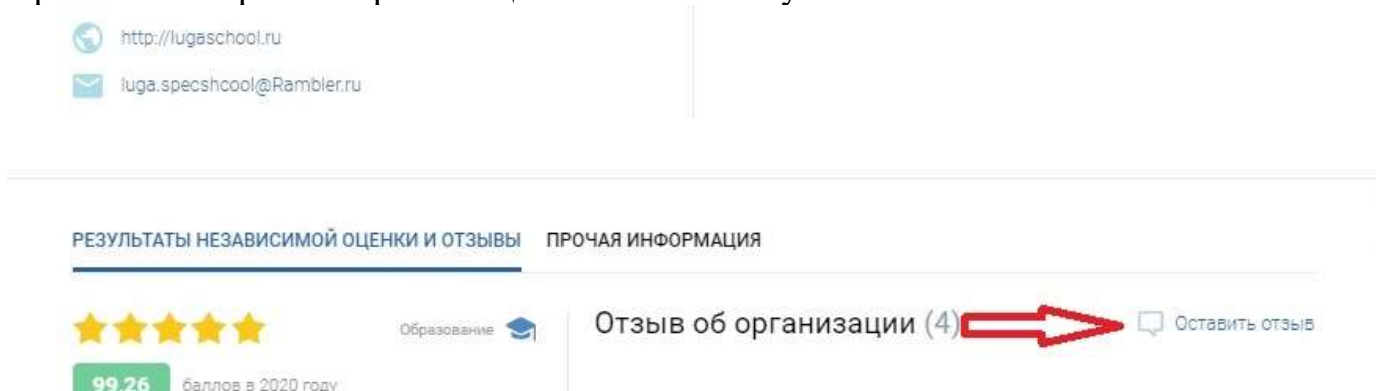 http://lugaschool.ru
luga.specshcool@Rambler.ru
РЕЗУЛЬТАТЫ НЕЗАВИСИМОЙ ОЦЕНКИ И ОТЗЫВЫ ПРОЧАЯ ИНФОРМАЦИЯ
Образование
Отзыв об организации (4)
Оставить отзыв
99.26 баллов в 2020 году